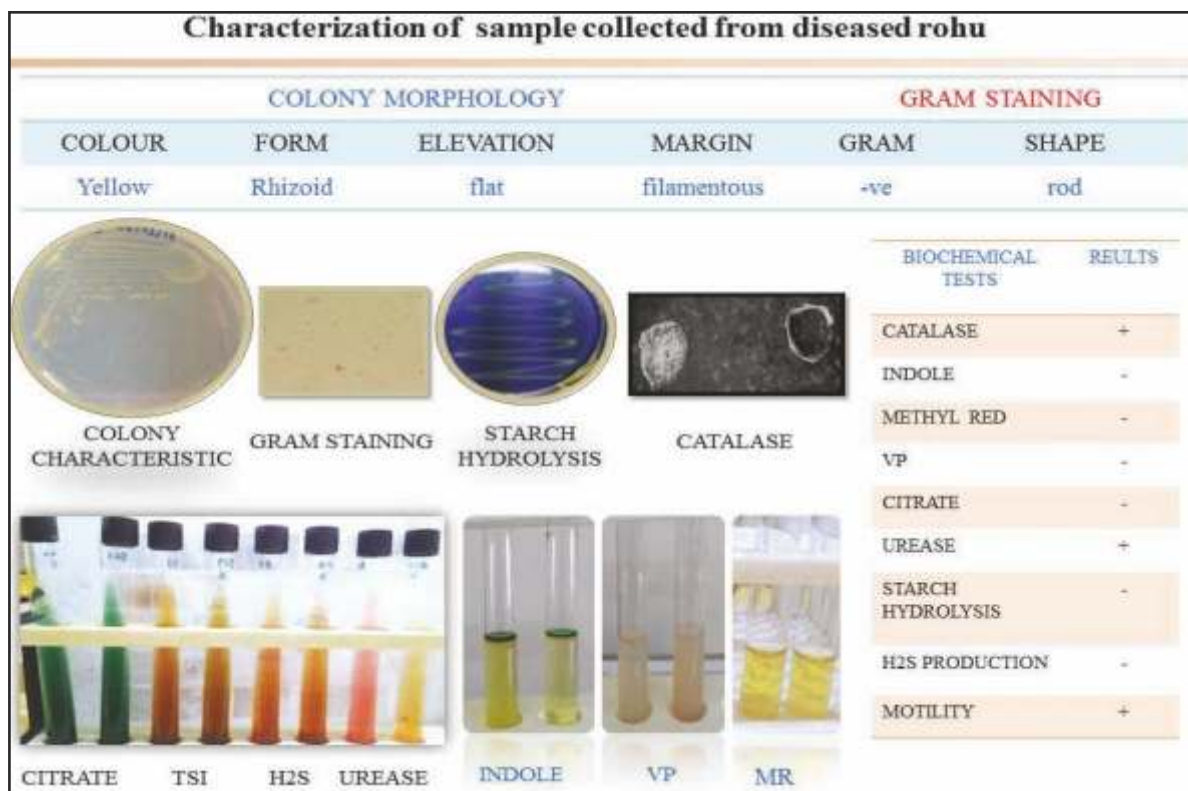 Characterization of sample collected from diseased rohu
COLONY MORPHOLOGY GRAM STAINING
COLOUR FORM ELEVATION MARGIN GRAM SHAPE
Yellow Rhizoid flat filamentous -ve rod
BIOCHEMICAL TESTS REULTS
CATALASE +
INDOLE -
METHYL RED -
VP -
CITRATE -
UREASE +
STARCH HYDROLYSIS -
H2S PRODUCTION -
MOTILITY +
COLONY
CHARACTERISTIC
GRAM STAINING
STARCH
HYDROLYSIS
CATALASE
CITRATE TSI H2S UREASE
INDOLE VP MR